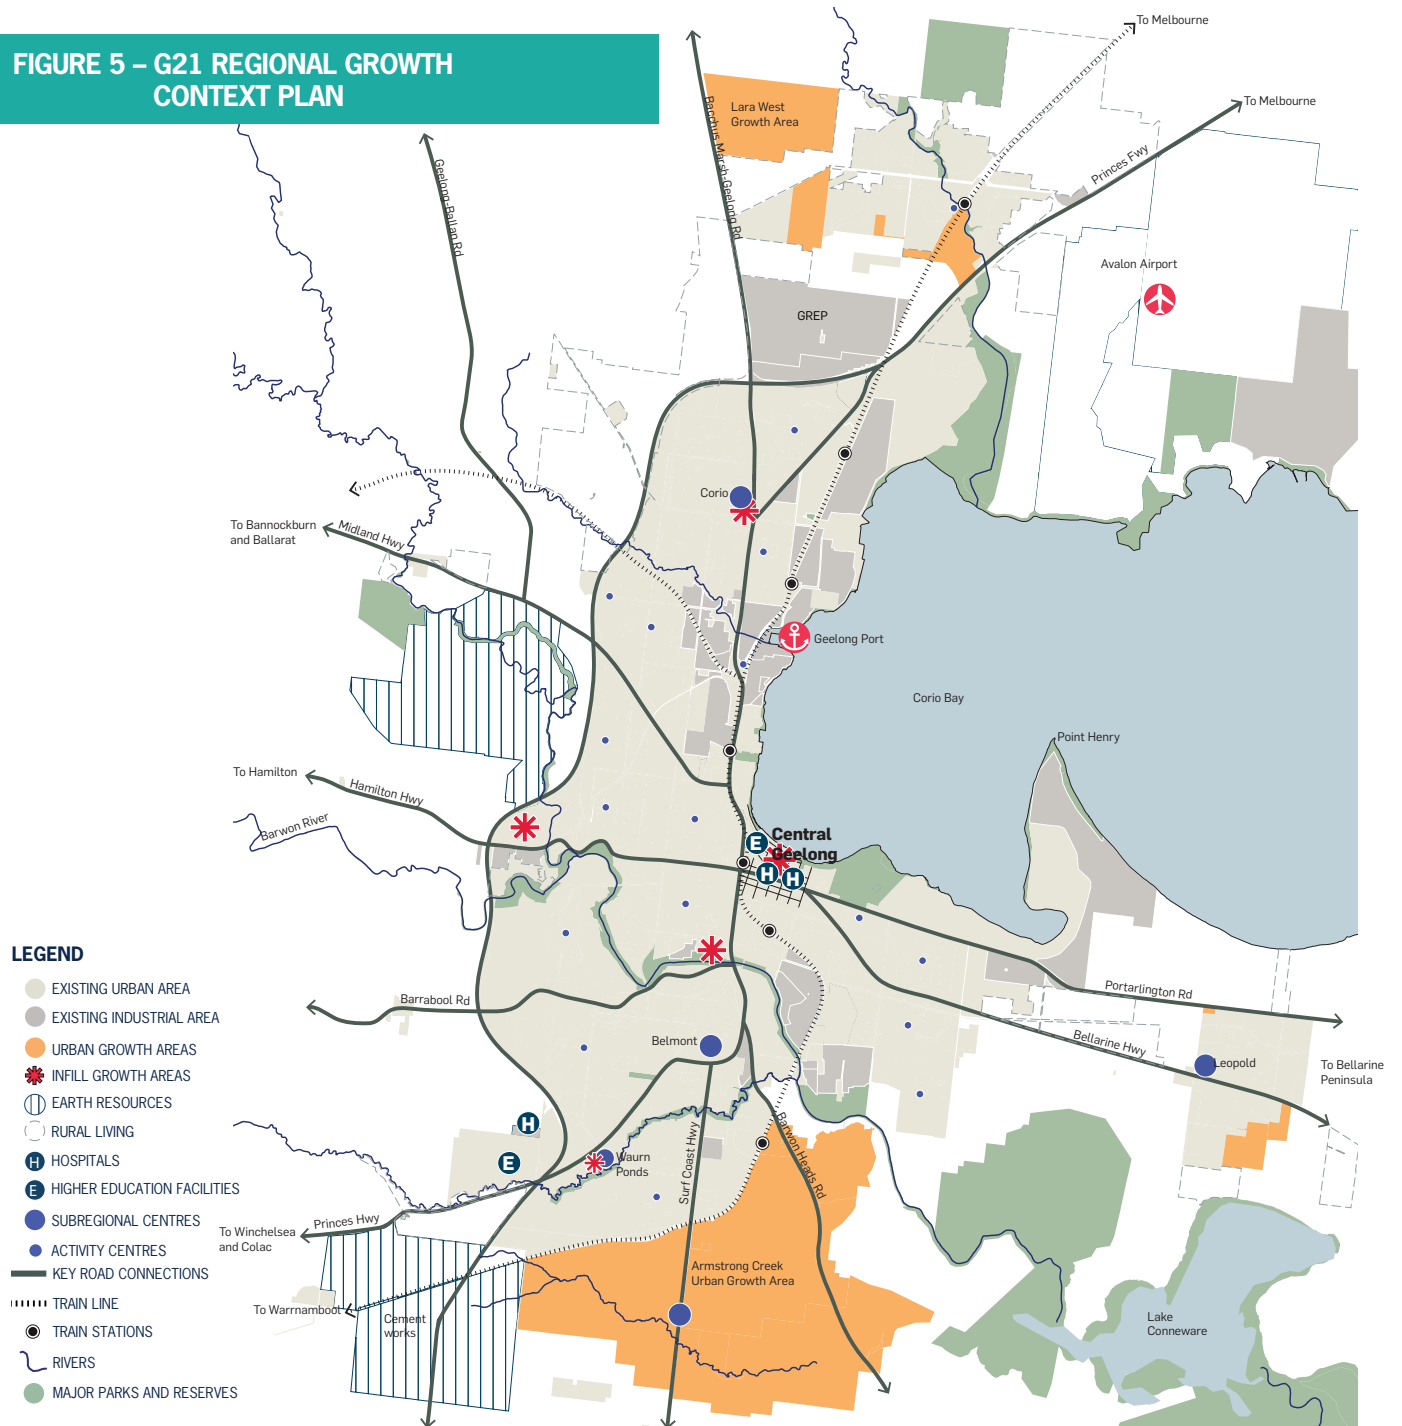 FIGURE 5 – G21 REGIONAL GROWTH
CONTEXT PLAN
To Melbourne
To Melbourne
Lara West
Growth Area
Bacchus Marsh-Geelong Rd
Geelong-Ballan Rd
Princes Fwy
Avalon Airport
GREP
Corio
To Bannockburn
and Ballarat
Midland Hwy
Geelong Port
Corio Bay
Point Henry
To Hamilton
Hamilton Hwy
Barwon River
Central
Geelong
E
H
H
Barrabool Rd
Portarlington Rd
Bellarine Hwy
Belmont
Leopold
To Bellarine
Peninsula
H
E
Waurn
Ponds
Surf Coast Hwy
Barwon Heads Rd
Princes Hwy
To Winchelsea
and Colac
Armstrong Creek
Urban Growth Area
To Warrnambool
Cement
works
Lake
Conneware
LEGEND
EXISTING URBAN AREA
EXISTING INDUSTRIAL AREA
URBAN GROWTH AREAS
INFILL GROWTH AREAS
EARTH RESOURCES
RURAL LIVING
H HOSPITALS
E HIGHER EDUCATION FACILITIES
SUBREGIONAL CENTRES
ACTIVITY CENTRES
KEY ROAD CONNECTIONS
TRAIN LINE
TRAIN STATIONS
RIVERS
MAJOR PARKS AND RESERVES